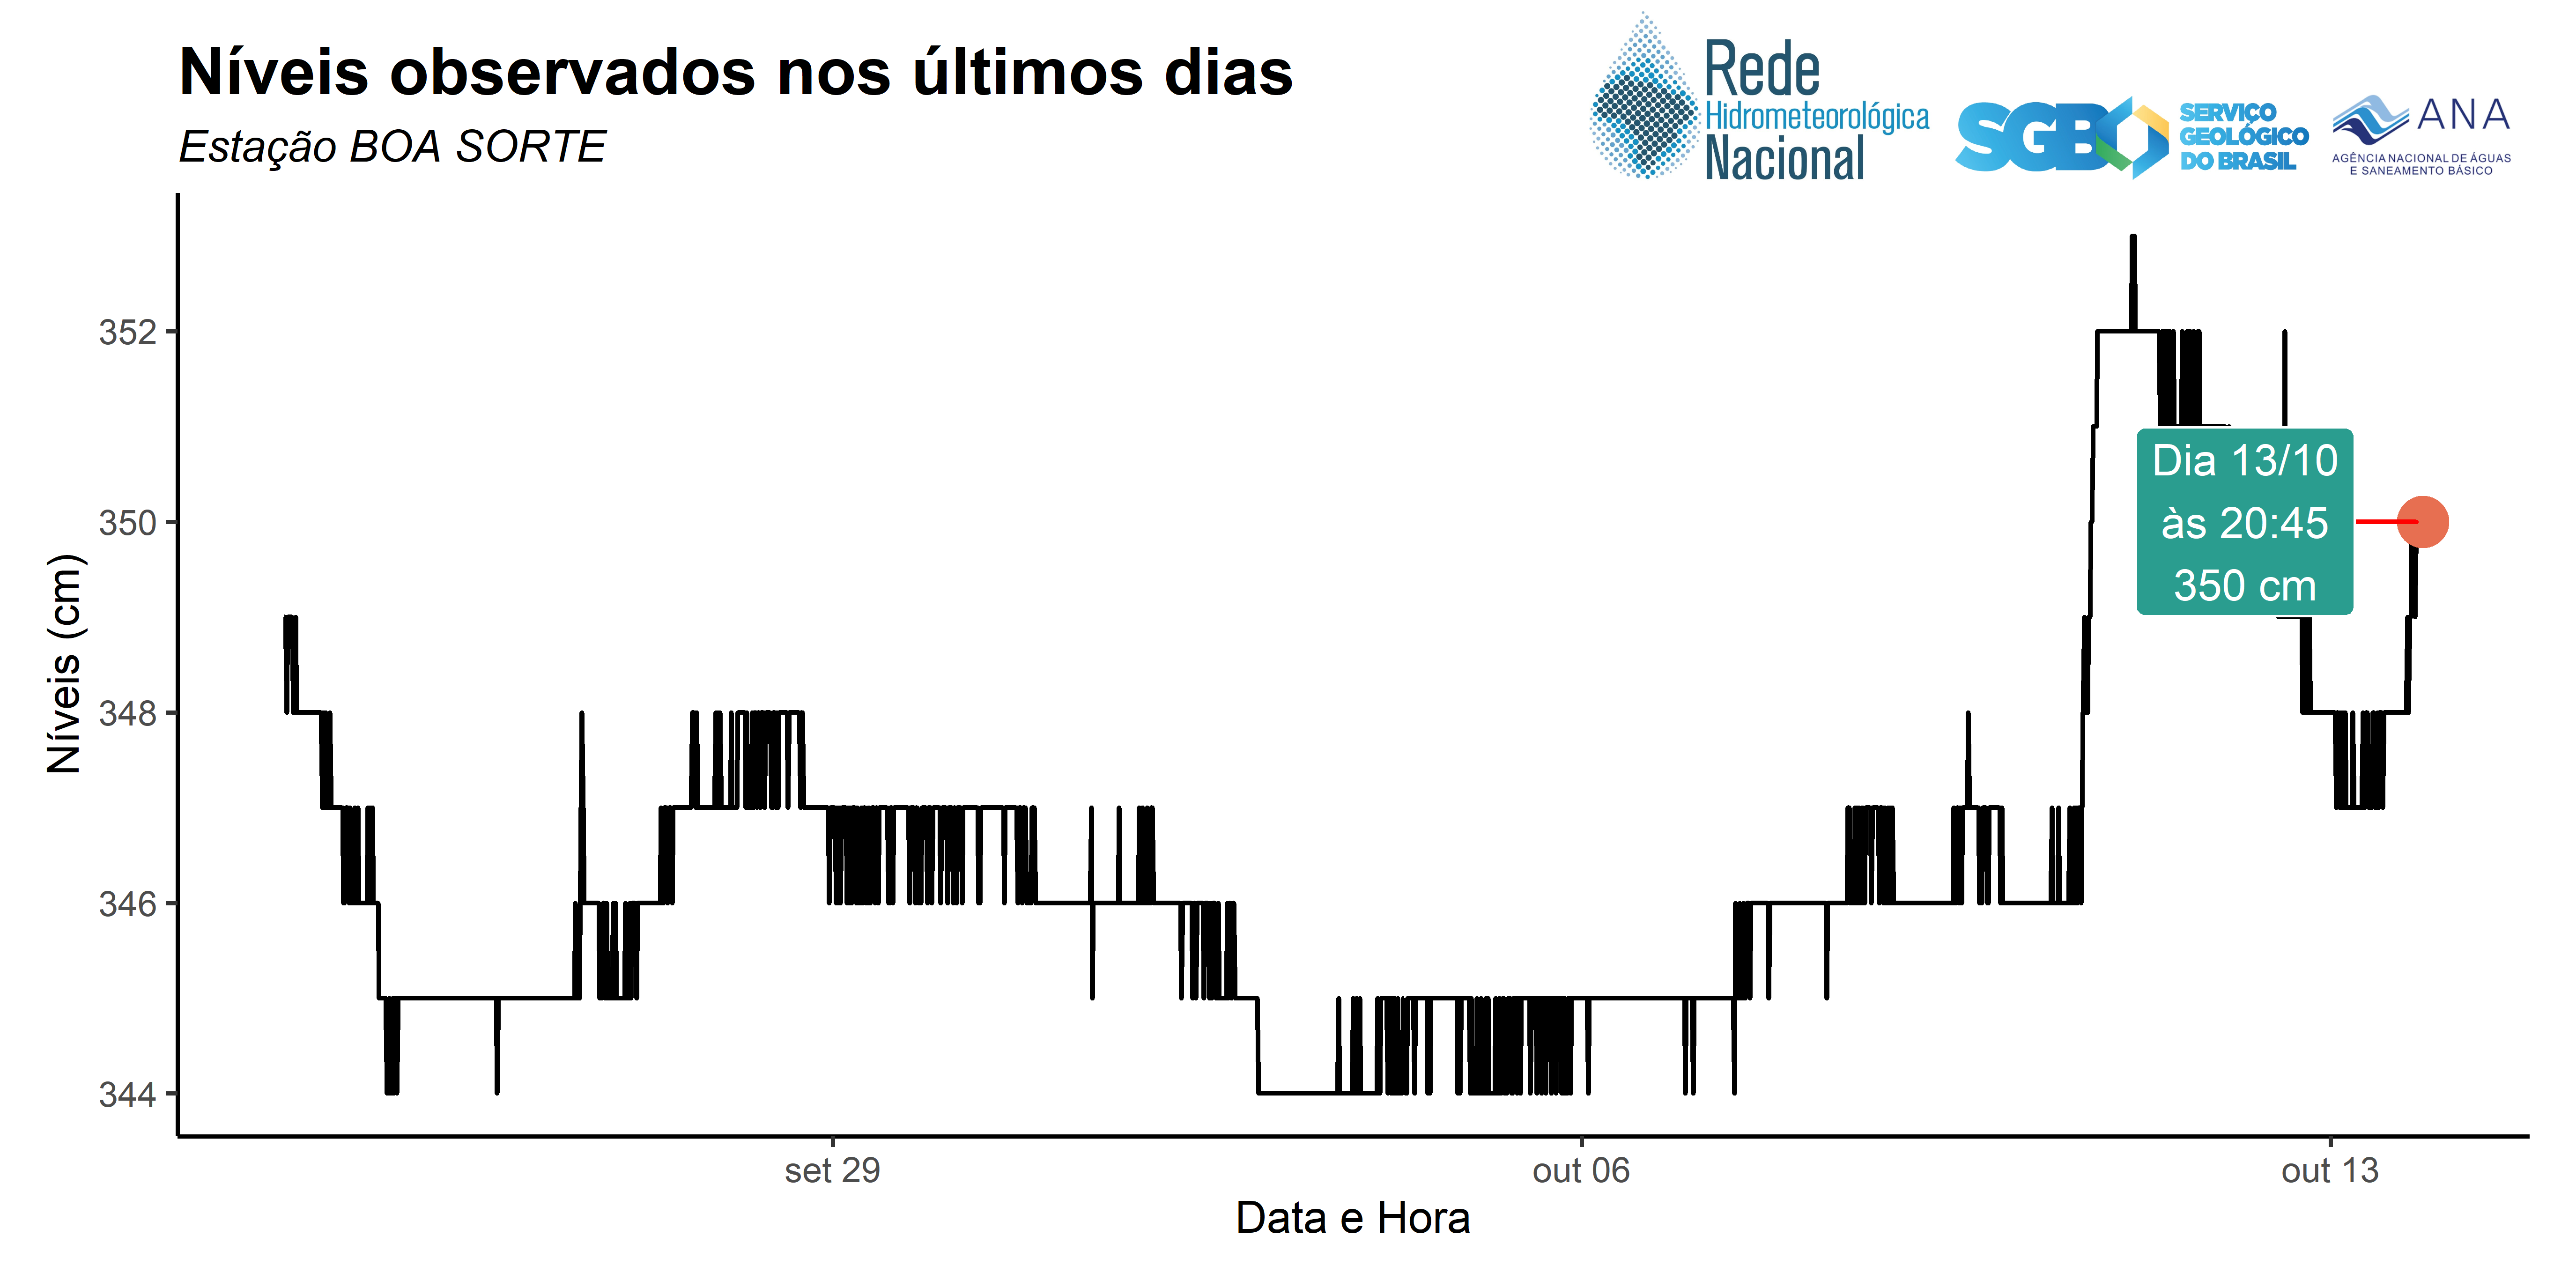 Níveis observados nos últimos dias
Estação BOA SORTE
Rede
Hidrometeorológica
Nacional
SGB
SERVIÇO
GEOLÓGICO
DO BRASIL
ANA
AGÊNCIA NACIONAL DE ÁGUAS
E SANEAMENTO BÁSICO
Níveis (cm)
352
350
348
346
344
Dia 13/10
às 20:45
350 cm
set 29
out 06
out 13
Data e Hora